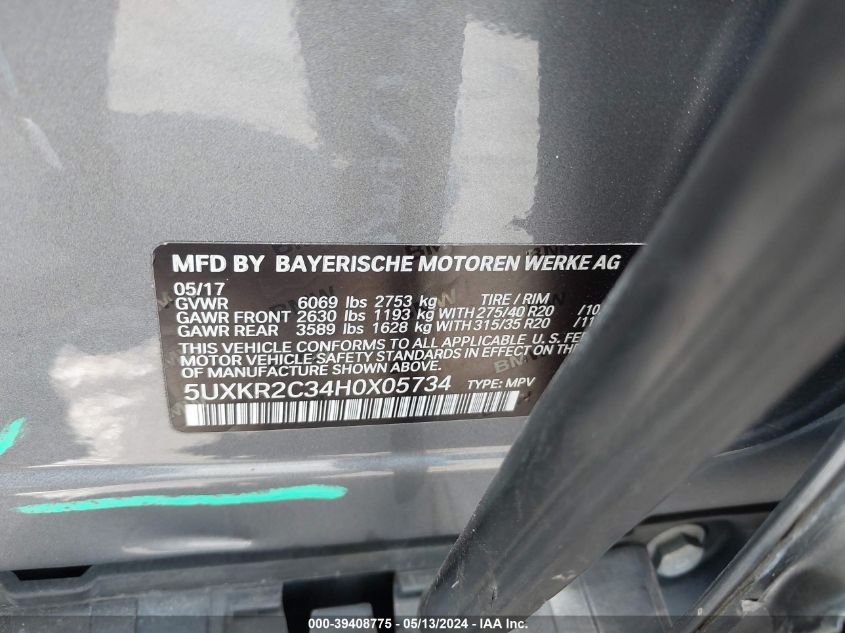 MFD BY BAYERISCHE MOTOREN WERKE AG
05/17
GVWR 6069 lbs 2753 kg TIRE / RIM
GAWR FRONT 2630 lbs 1193 kg WITH 275/40 R20 /10
GAWR REAR 3589 lbs 1628 kg WITH 315/35 R20 /11
THIS VEHICLE CONFORMS TO ALL APPLICABLE U.S. FE
MOTOR VEHICLE SAFETY STANDARDS IN EFFECT ON THE
OF MANUFACTURE SHOWN ABOVE.
5UXKR2C34H0X05734 TYPE: MPV
000-39408775 - 05/13/2024 - IAA Inc.